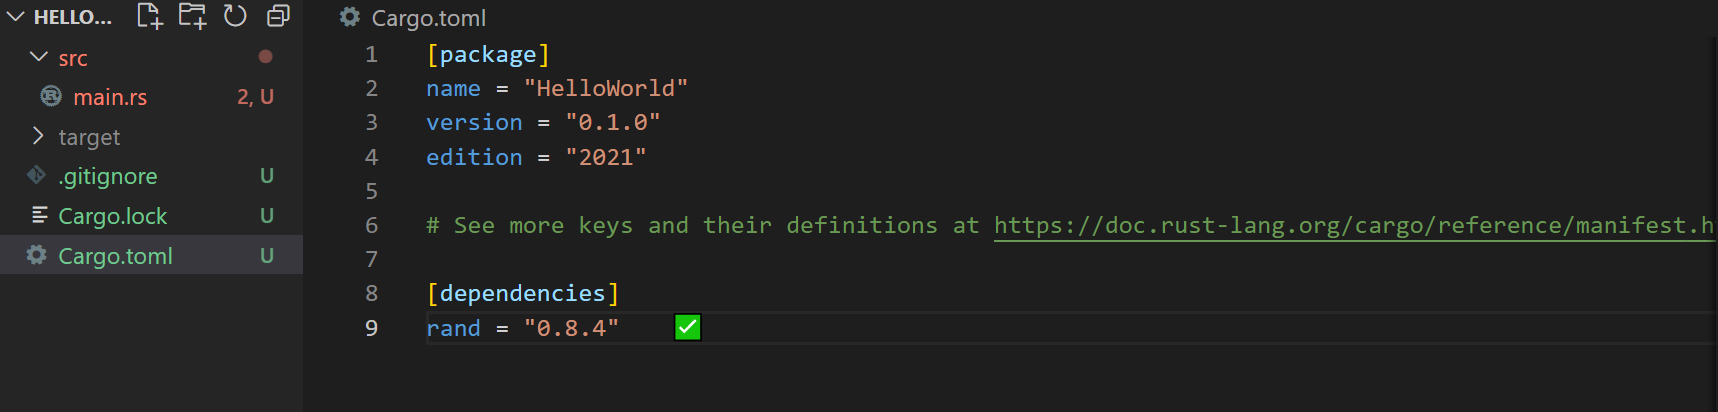 HELLO...
src
main.rs 2, U
target
.gitignore U
Cargo.lock U
Cargo.toml U
Cargo.toml
1 [package]
2 name = "HelloWorld"
3 version = "0.1.0"
4 edition = "2021"
5
6 # See more keys and their definitions at https://doc.rust-lang.org/cargo/reference/manifest.h
7
8 [dependencies]
9 rand = "0.8.4" ✅